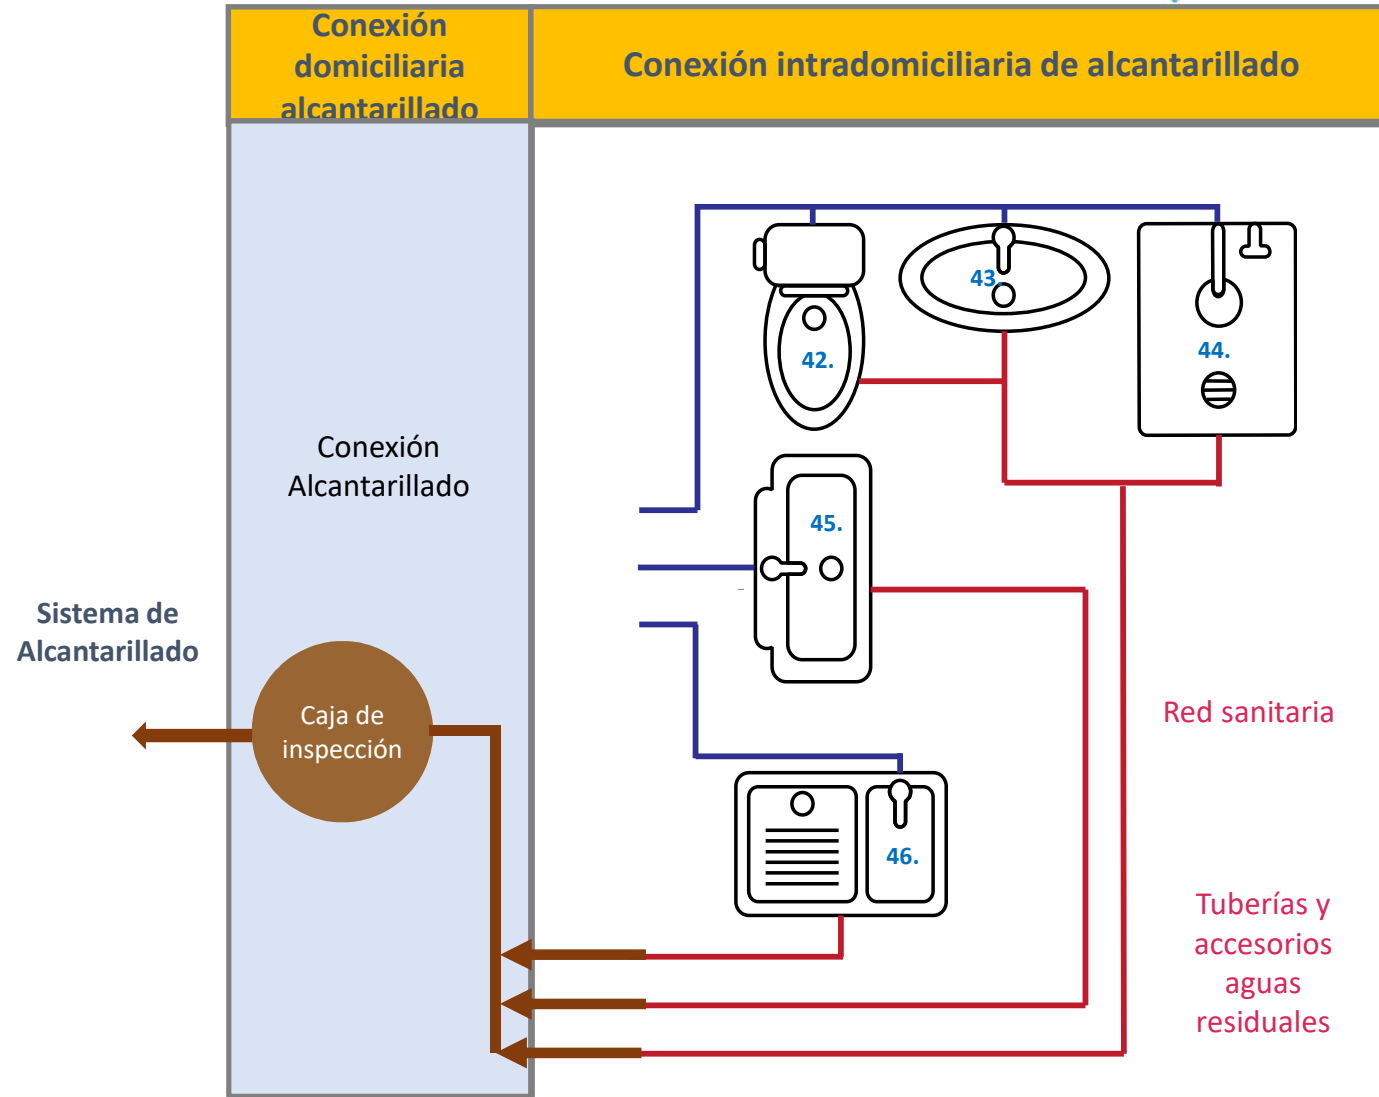 Conexión
domiciliaria
alcantarillado
Conexión intradomiciliaria de alcantarillado
42.
43.
44.
Conexión
Alcantarillado
45.
Sistema de
Alcantarillado
Caja de
inspección
Red sanitaria
46.
Tuberías y
accesorios
aguas
residuales